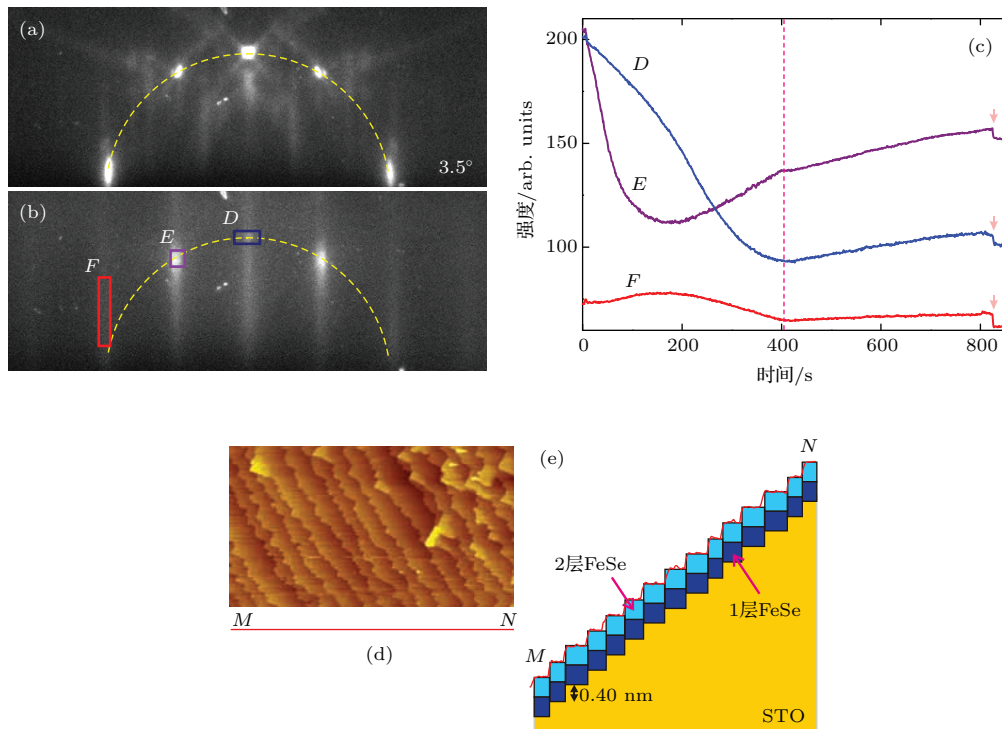 (a)
3.5°
(b)
D
E
F
(c)
200
150
100
强度/arb. units
D
E
F
0
200
400
600
800
时间/s
M
N
(d)
(e)
N
2层FeSe
1层FeSe
M
0.40 nm
STO